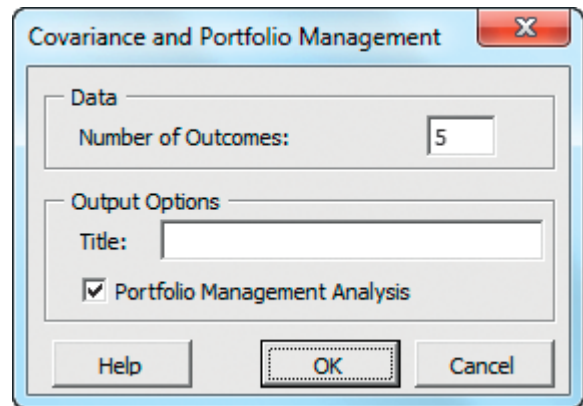 Covariance and Portfolio Management
Data
Number of Outcomes: 5
Output Options
Title:
Portfolio Management Analysis
Help OK Cancel